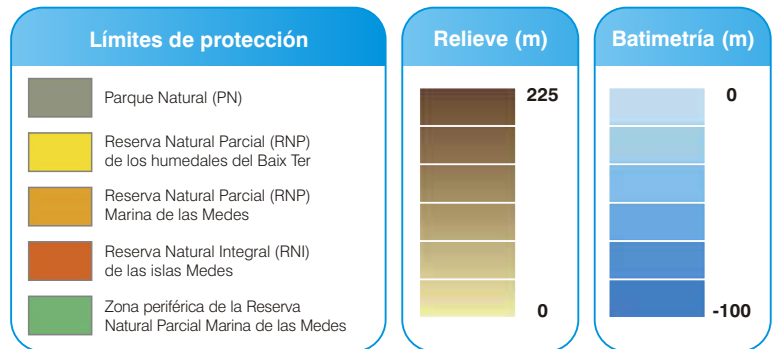 Límites de protección
Parque Natural (PN)
Reserva Natural Parcial (RNP)
de los humedales del Baix Ter
Reserva Natural Parcial (RNP)
Marina de las Medes
Reserva Natural Integral (RNI)
de las islas Medes
Zona periférica de la Reserva
Natural Parcial Marina de las Medes
Relieve (m)
225
0
Batimetría (m)
0
-100